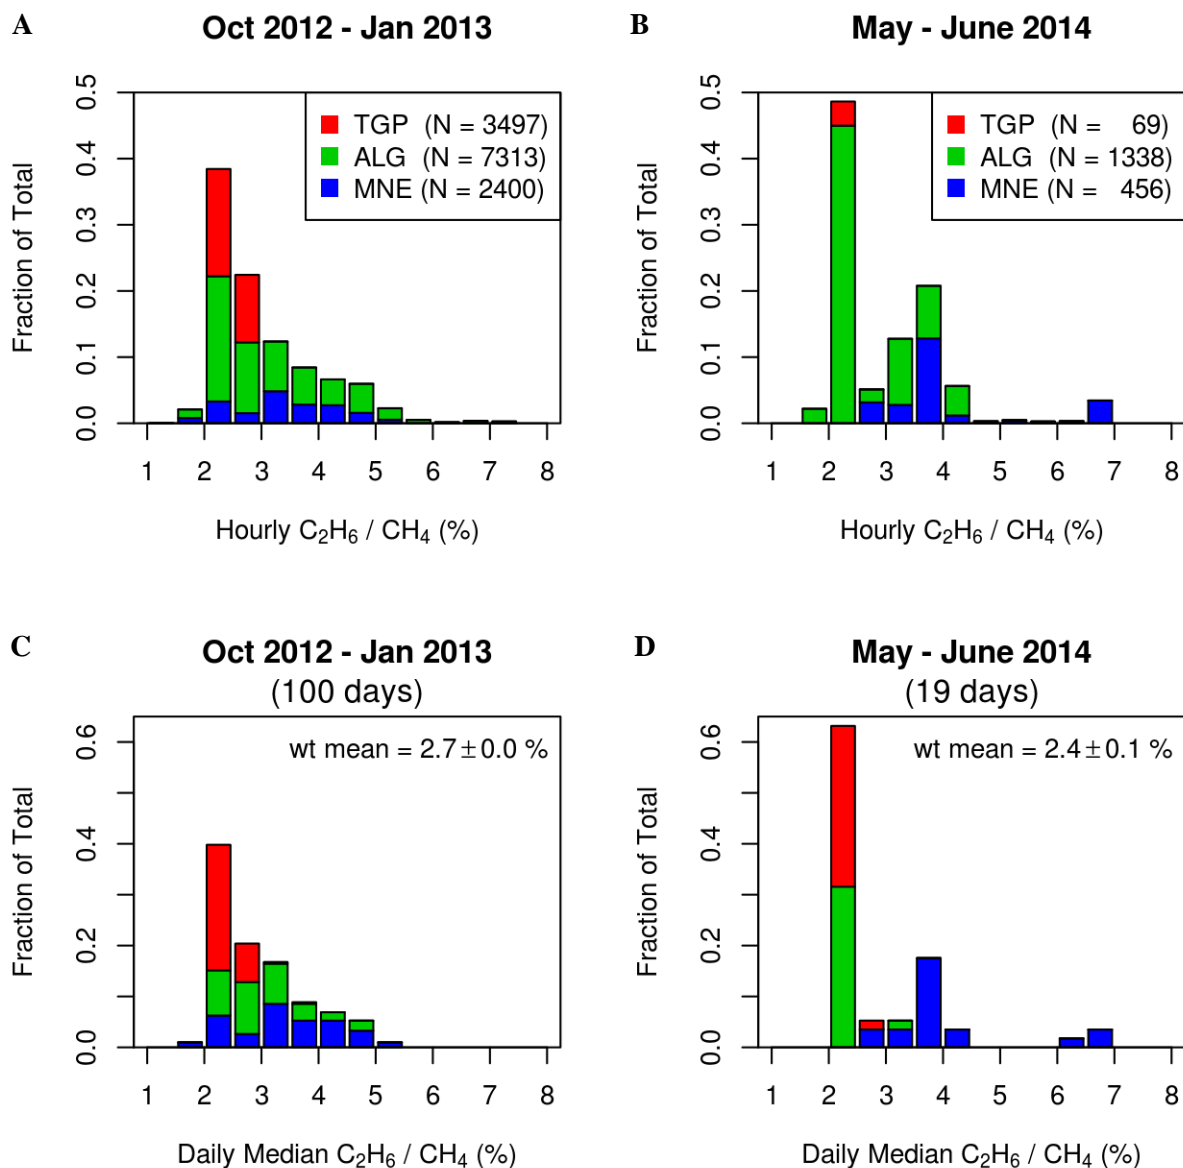 A
Oct 2012 - Jan 2013
Fraction of Total
0.0 0.1 0.2 0.3 0.4 0.5
TGP (N = 3497)
ALG (N = 7313)
MNE (N = 2400)
1 2 3 4 5 6 7 8
Hourly C₂H₆ / CH₄ (%)
B
May - June 2014
Fraction of Total
0.0 0.1 0.2 0.3 0.4 0.5
TGP (N = 69)
ALG (N = 1338)
MNE (N = 456)
1 2 3 4 5 6 7 8
Hourly C₂H₆ / CH₄ (%)
C
Oct 2012 - Jan 2013
(100 days)
Fraction of Total
0.0 0.2 0.4 0.6
wt mean = 2.7 ± 0.0 %
1 2 3 4 5 6 7 8
Daily Median C₂H₆ / CH₄ (%)
D
May - June 2014
(19 days)
Fraction of Total
0.0 0.2 0.4 0.6
wt mean = 2.4 ± 0.1 %
1 2 3 4 5 6 7 8
Daily Median C₂H₆ / CH₄ (%)